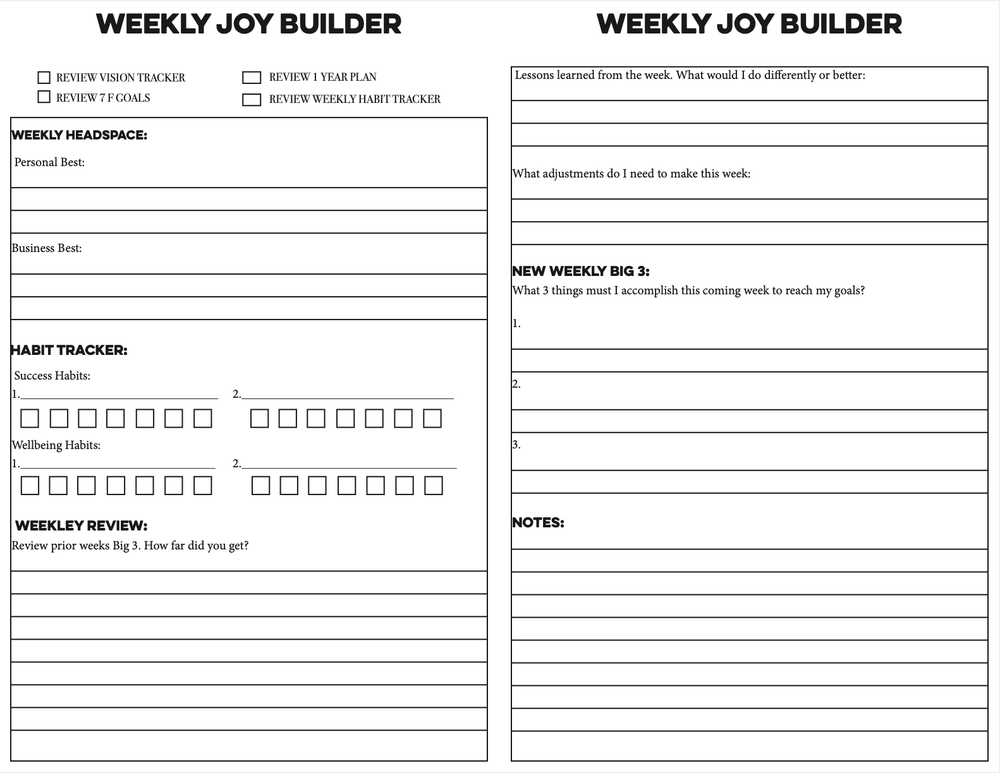 WEEKLY JOY BUILDER
REVIEW VISION TRACKER
REVIEW 1 YEAR PLAN
REVIEW 7 F GOALS
REVIEW WEEKLY HABIT TRACKER
WEEKLY HEADSPACE:
Personal Best:
Business Best:
HABIT TRACKER:
Success Habits:
1. 2.
Wellbeing Habits:
1. 2.
WEEKLEY REVIEW:
Review prior weeks Big 3. How far did you get?
WEEKLY JOY BUILDER
Lessons learned from the week. What would I do differently or better:
What adjustments do I need to make this week:
NEW WEEKLY BIG 3:
What 3 things must I accomplish this coming week to reach my goals?
1.
2.
3.
NOTES: